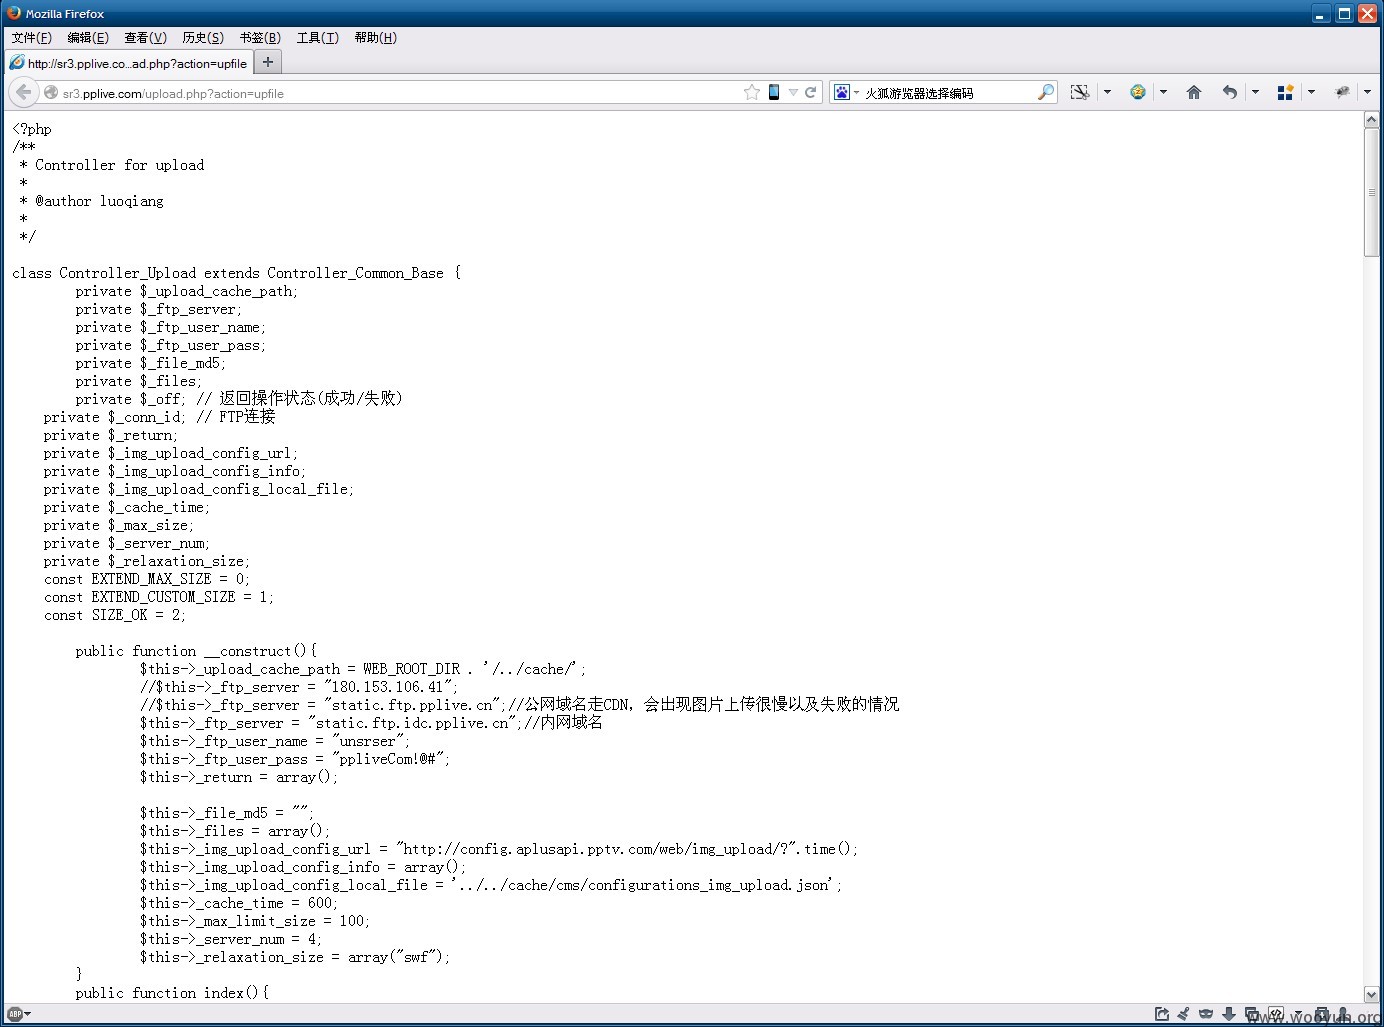 Mozilla Firefox
文件(F) 编辑(E) 查看(V) 历史(S) 书签(B) 工具(T) 帮助(H)
http://sr3.pplive.co...ad.php?action=upfile
sr3.pplive.com/upload.php?action=upfile 火狐游览器选择编码
<?php
/**
 * Controller for upload
 *
 * @author luoqiang
 *
 */
class Controller_Upload extends Controller_Common_Base {
        private $_upload_cache_path;
        private $_ftp_server;
        private $_ftp_user_name;
        private $_ftp_user_pass;
        private $_file_md5;
        private $_files;
        private $_off; // 返回操作状态(成功/失败)
    private $_conn_id; // FTP连接
    private $_return;
    private $_img_upload_config_url;
    private $_img_upload_config_info;
    private $_img_upload_config_local_file;
    private $_cache_time;
    private $_max_size;
    private $_server_num;
    private $_relaxation_size;
    const EXTEND_MAX_SIZE = 0;
    const EXTEND_CUSTOM_SIZE = 1;
    const SIZE_OK = 2;
        public function __construct(){
                $this->_upload_cache_path = WEB_ROOT_DIR . '/../cache/';
                //$this->_ftp_server = "180.153.106.41";
                //$this->_ftp_server = "static.ftp.pplive.cn";//公网域名走CDN，会出现图片上传很慢以及失败的情况
                $this->_ftp_server = "static.ftp.idc.pplive.cn";//内网域名
                $this->_ftp_user_name = "unsrser";
                $this->_ftp_user_pass = "ppliveCom!@#";
                $this->_return = array();
                $this->_file_md5 = "";
                $this->_files = array();
                $this->_img_upload_config_url = "http://config.aplusapi.pptv.com/web/img_upload/?".time();
                $this->_img_upload_config_info = array();
                $this->_img_upload_config_local_file = '../../cache/cms/configurations_img_upload.json';
                $this->_cache_time = 600;
                $this->_max_limit_size = 100;
                $this->_server_num = 4;
                $this->_relaxation_size = array("swf");
        }
        public function index(){
ABP
www.wooyun.org